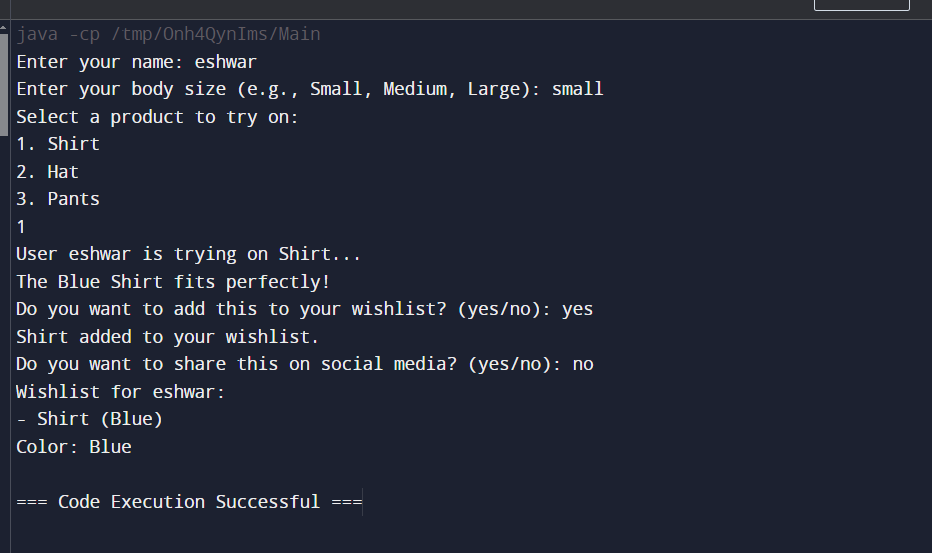 java -cp /tmp/Onh4QynIms/Main
Enter your name: eshwar
Enter your body size (e.g., Small, Medium, Large): small
Select a product to try on:
1. Shirt
2. Hat
3. Pants
1
User eshwar is trying on Shirt...
The Blue Shirt fits perfectly!
Do you want to add this to your wishlist? (yes/no): yes
Shirt added to your wishlist.
Do you want to share this on social media? (yes/no): no
Wishlist for eshwar:
- Shirt (Blue)
Color: Blue
=== Code Execution Successful ===